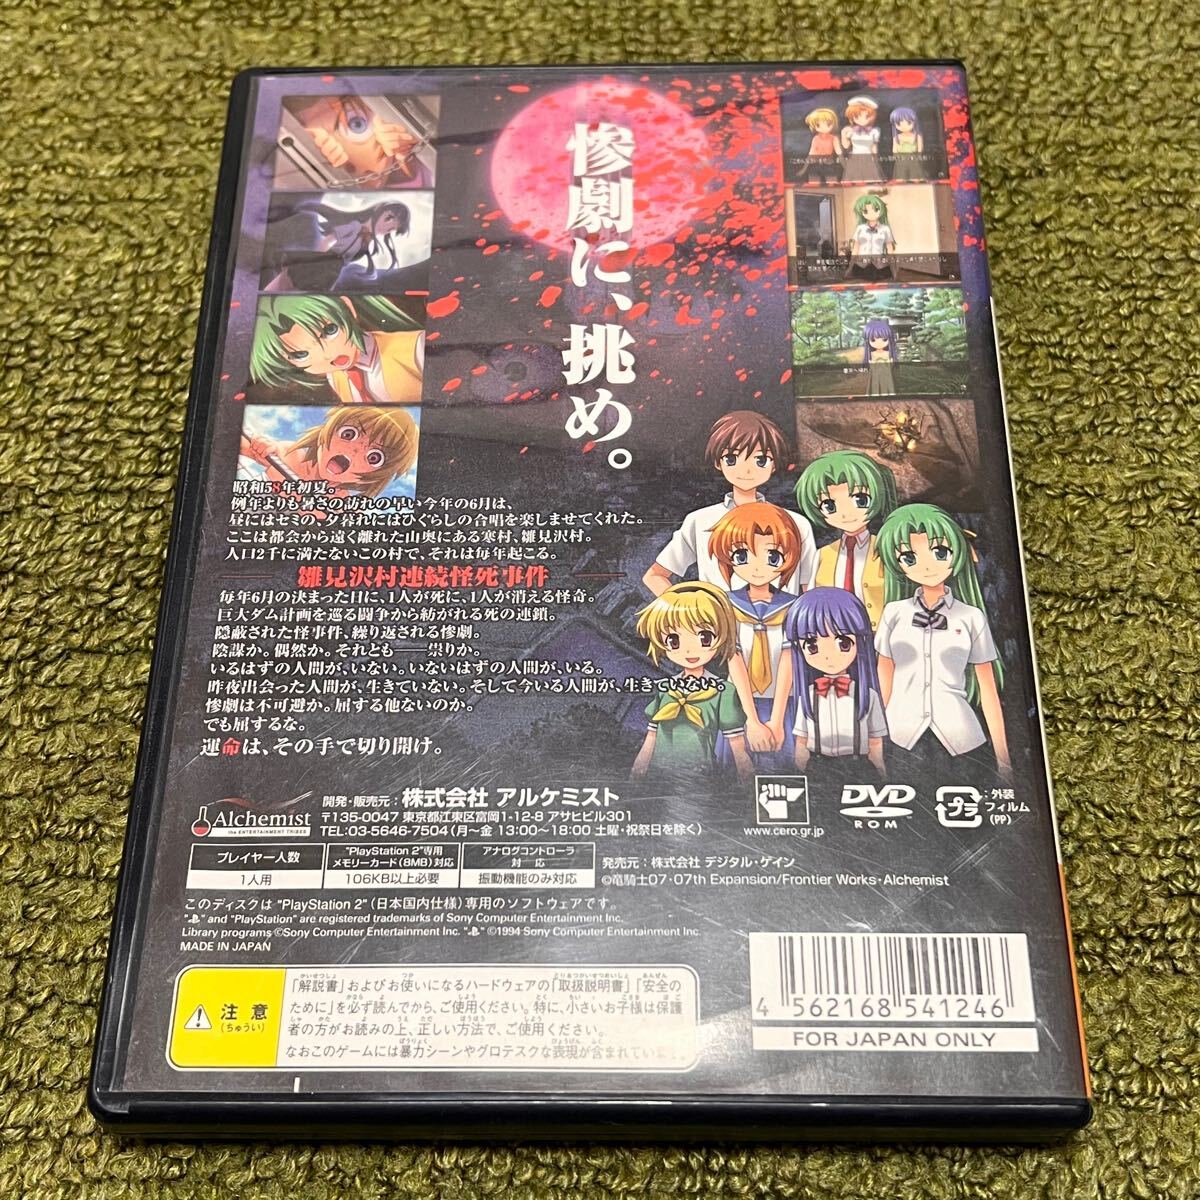 惨劇に、挑め。
昭和58年初夏。
例年よりも暑さの訪れの早い今年の6月は、
昼にはセミの、夕暮れにはひぐらしの合唱を楽しませてくれた。
ここは都会から遠く離れた山奥にある寒村、雛見沢村。
人口2千に満たないこの村で、それは毎年起こる。
雛見沢村連続怪死事件
毎年6月の決まった日に、1人が死に、1人が消える怪奇。
巨大ダム計画を巡る闘争から紡がれる死の連鎖。
隠蔽された怪事件、繰り返される惨劇。
陰謀か。偶然か。それとも——祟りか。
いるはずの人間が、いない。いないはずの人間が、いる。
昨夜出会った人間が、生きていない。そして今いる人間が、生きていない。
惨劇は不可避か。屈する他ないのか。
でも屈するな。
運命は、その手で切り開け。
Alchemist
the ENTERTAINMENT TRIBES
開発・販売元：株式会社 アルケミスト
〒135-0047 東京都江東区富岡1-12-8 アサヒビル301
TEL:03-5646-7504(月〜金 13:00〜18:00 土曜・祝祭日を除く)
www.cero.gr.jp
DVD
ROM
プラ
：外装
フィルム
(PP)
プレイヤー人数
1人用
"PlayStation 2"専用
メモリーカード(8MB)対応
106KB以上必要
アナログコントローラ
対応
振動機能のみ対応
発売元：株式会社 デジタル・ゲイン
©竜騎士07・07th Expansion/Frontier Works・Alchemist
このディスクは "PlayStation 2"(日本国内仕様)専用のソフトウェアです。
" " and "PlayStation" are registered trademarks of Sony Computer Entertainment Inc.
Library programs ©Sony Computer Entertainment Inc. " " ©1994 Sony Computer Entertainment Inc.
MADE IN JAPAN
注意
(ちゅうい)
「解説書」およびお使いになるハードウェアの「取扱説明書」「安全の
ために」を必ず読んでから、ご使用ください。特に、小さいお子様は保護
者の方がお読みの上、正しい方法で、ご使用ください。
なおこのゲームには暴力シーンやグロテスクな表現が含まれています。
4 562168 541246
FOR JAPAN ONLY